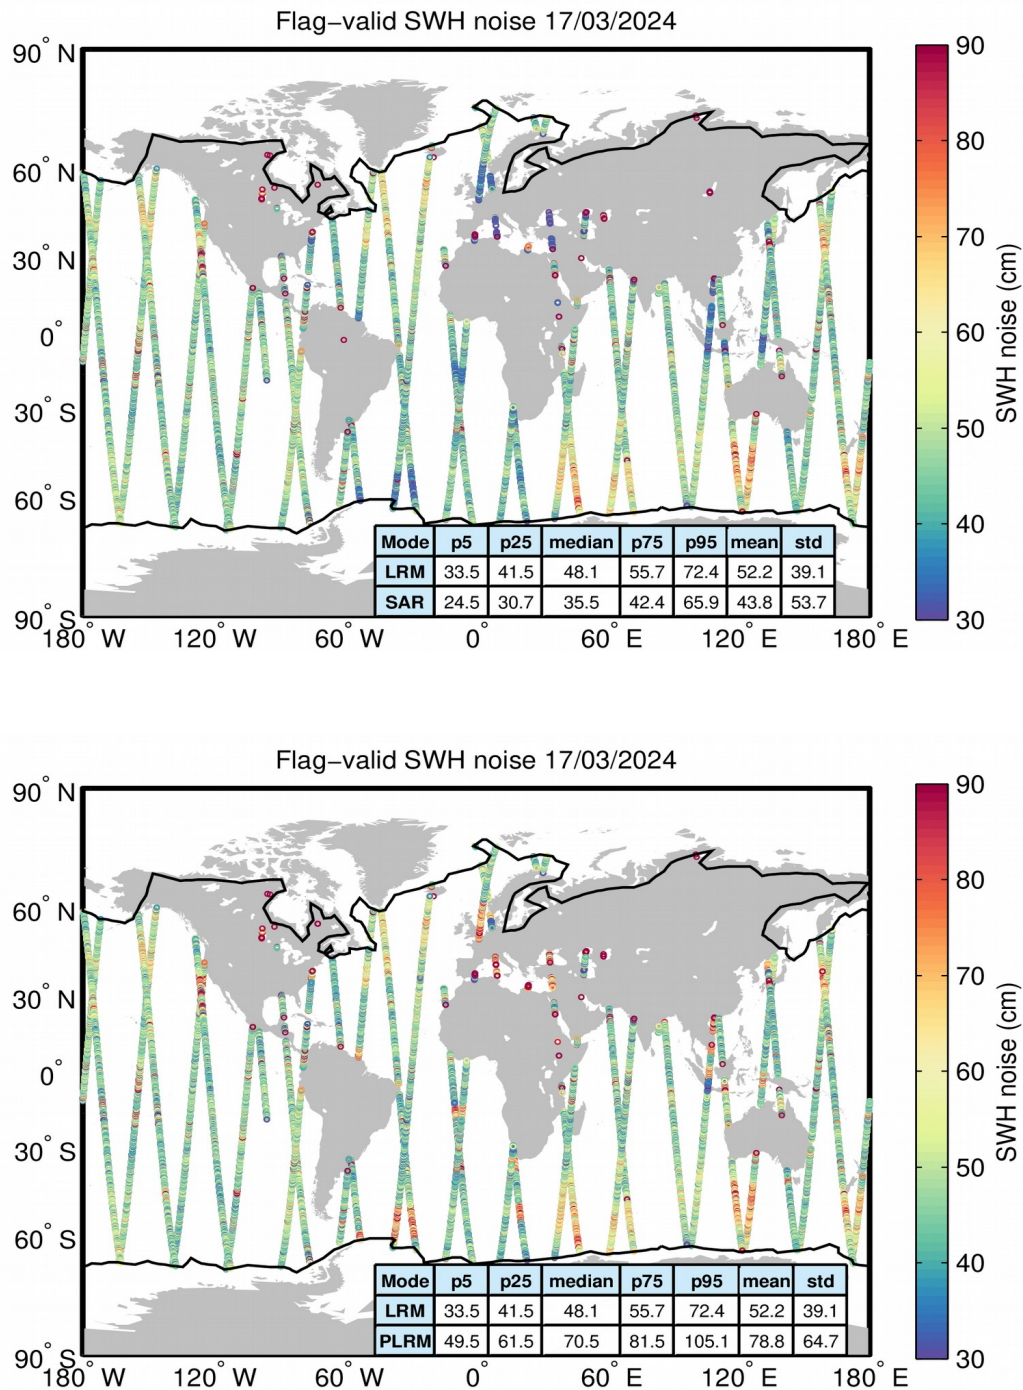 Flag−valid SWH noise 17/03/2024
90° N
60° N
30° N
0°
30° S
60° S
90° S
180° W 120° W 60° W 0° 60° E 120° E 180° E
90
80
70
60
50
40
30
SWH noise (cm)
Mode p5 p25 median p75 p95 mean std
LRM 33.5 41.5 48.1 55.7 72.4 52.2 39.1
SAR 24.5 30.7 35.5 42.4 65.9 43.8 53.7
Flag−valid SWH noise 17/03/2024
90° N
60° N
30° N
0°
30° S
60° S
90° S
180° W 120° W 60° W 0° 60° E 120° E 180° E
90
80
70
60
50
40
30
SWH noise (cm)
Mode p5 p25 median p75 p95 mean std
LRM 33.5 41.5 48.1 55.7 72.4 52.2 39.1
PLRM 49.5 61.5 70.5 81.5 105.1 78.8 64.7